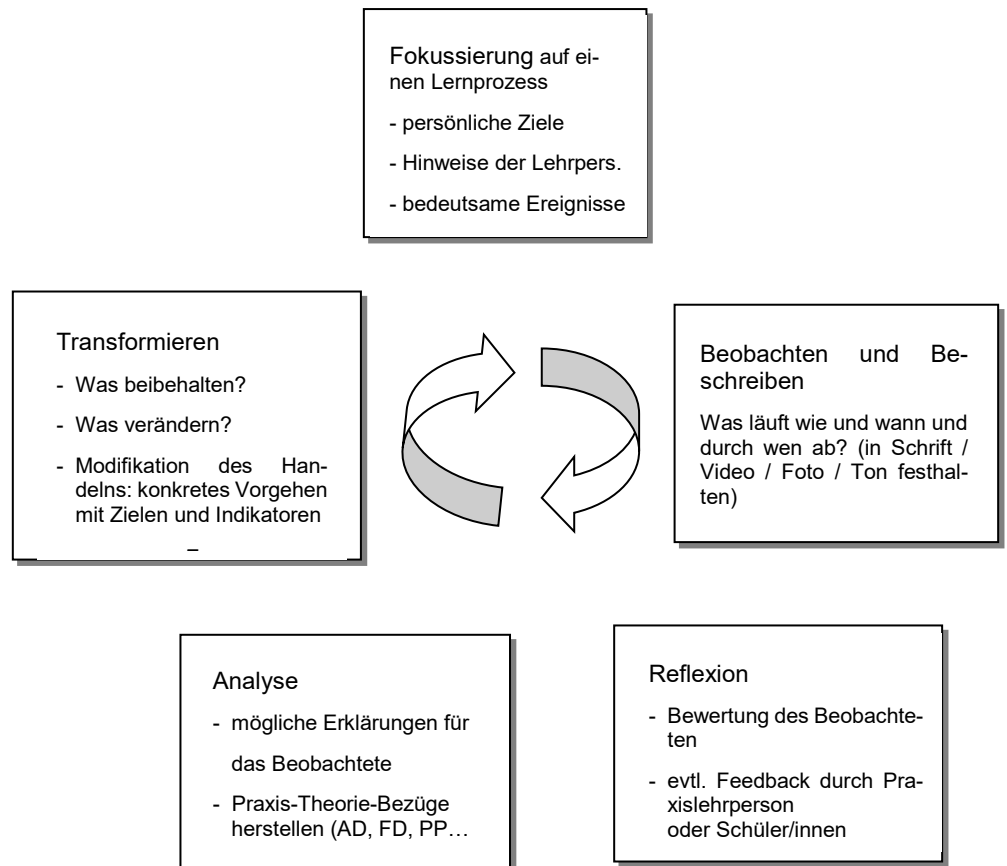 Fokussierung auf ei-
nen Lernprozess
- persönliche Ziele
- Hinweise der Lehrpers.
- bedeutsame Ereignisse
Beobachten und Be-
schreiben
Was läuft wie und wann und
durch wen ab? (in Schrift /
Video / Foto / Ton festhal-
ten)
Reflexion
- Bewertung des Beobachte-
ten
- evtl. Feedback durch Pra-
xislehrperson
oder Schüler/innen
Analyse
- mögliche Erklärungen für
das Beobachtete
- Praxis-Theorie-Bezüge
herstellen (AD, FD, PP…
Transformieren
- Was beibehalten?
- Was verändern?
- Modifikation des Han-
delns: konkretes Vorgehen
mit Zielen und Indikatoren
–